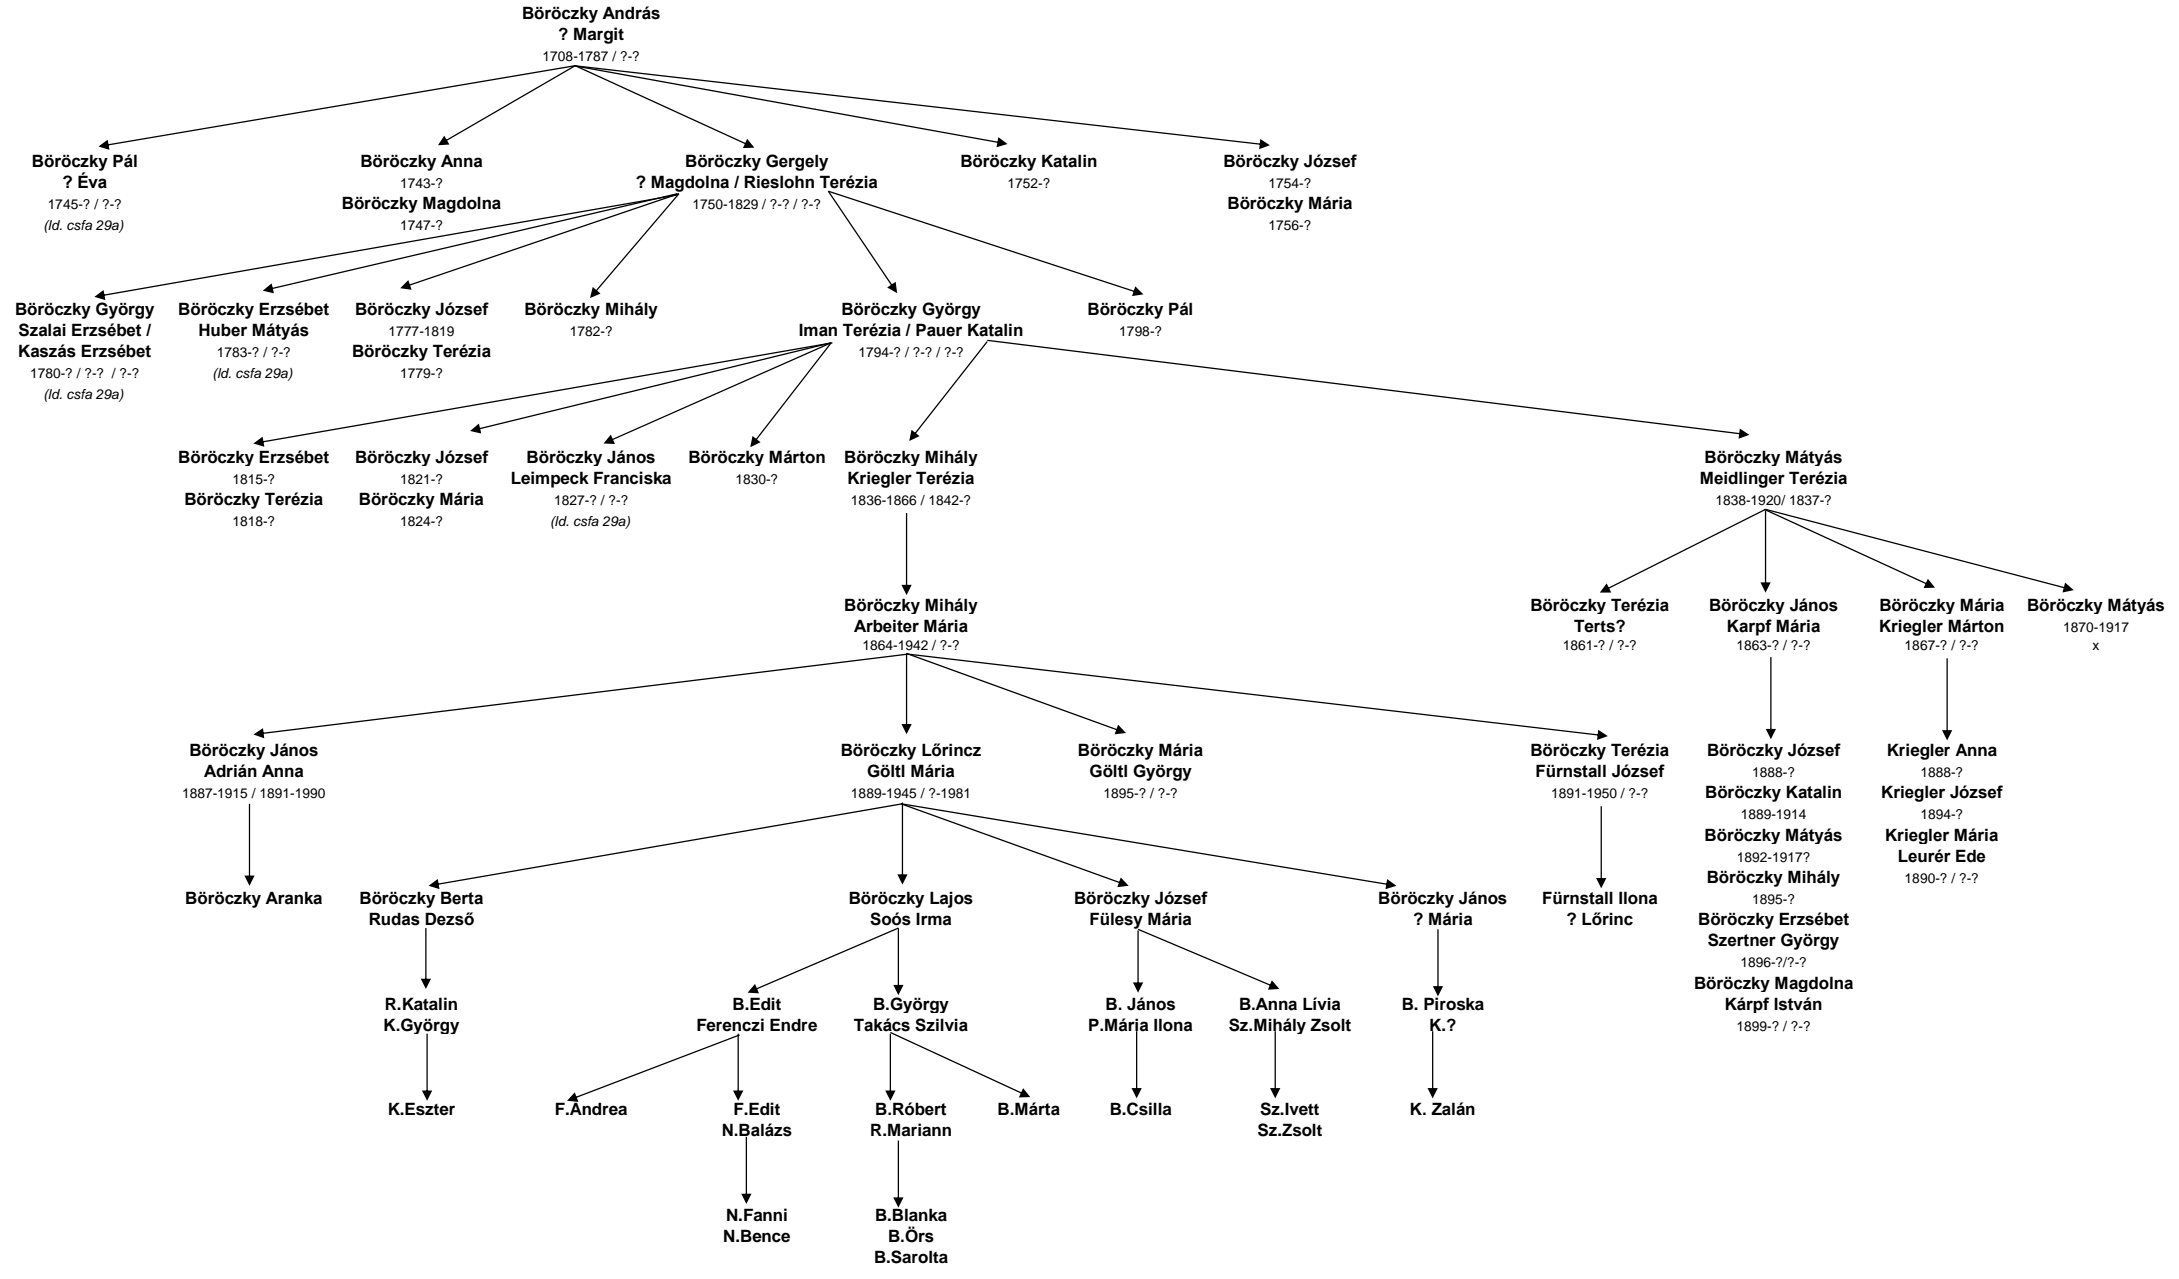 Böröczky András
? Margit
1708-1787 / ?-?
Böröczky Pál
? Éva
1745-? / ?-?
(ld. csfa 29a)
Böröczky Anna
1743-?
Böröczky Magdolna
1747-?
Böröczky Gergely
? Magdolna / Rieslohn Terézia
1750-1829 / ?-? / ?-?
Böröczky Katalin
1752-?
Böröczky József
1754-?
Böröczky Mária
1756-?
Böröczky György
Szalai Erzsébet /
Kaszás Erzsébet
1780-? / ?-? / ?-?
(ld. csfa 29a)
Böröczky Erzsébet
Huber Mátyás
1783-? / ?-?
(ld. csfa 29a)
Böröczky József
1777-1819
Böröczky Terézia
1779-?
Böröczky Mihály
1782-?
Böröczky György
Iman Terézia / Pauer Katalin
1794-? / ?-? / ?-?
Böröczky Pál
1798-?
Böröczky Erzsébet
1815-?
Böröczky Terézia
1818-?
Böröczky József
1821-?
Böröczky Mária
1824-?
Böröczky János
Leimpeck Franciska
1827-? / ?-?
(ld. csfa 29a)
Böröczky Márton
1830-?
Böröczky Mihály
Kriegler Terézia
1836-1866 / 1842-?
Böröczky Mátyás
Meidlinger Terézia
1838-1920/ 1837-?
Böröczky Mihály
Arbeiter Mária
1864-1942 / ?-?
Böröczky Terézia
Terts?
1861-? / ?-?
Böröczky János
Karpf Mária
1863-? / ?-?
Böröczky Mária
Kriegler Márton
1867-? / ?-?
Böröczky Mátyás
1870-1917
x
Böröczky János
Adrián Anna
1887-1915 / 1891-1990
Böröczky Lőrincz
Göltl Mária
1889-1945 / ?-1981
Böröczky Mária
Göltl György
1895-? / ?-?
Böröczky Terézia
Fürnstall József
1891-1950 / ?-?
Böröczky József
1888-?
Böröczky Katalin
1889-1914
Böröczky Mátyás
1892-1917?
Böröczky Mihály
1895-?
Böröczky Erzsébet
Szertner György
1896-?/?-?
Böröczky Magdolna
Kárpf István
1899-? / ?-?
Kriegler Anna
1888-?
Kriegler József
1894-?
Kriegler Mária
Leurér Ede
1890-? / ?-?
Böröczky Aranka
Böröczky Berta
Rudas Dezső
Böröczky Lajos
Soós Irma
Böröczky József
Fülesy Mária
Böröczky János
? Mária
Fürnstall Ilona
? Lőrinc
R.Katalin
K.György
B.Edit
Ferenczi Endre
B.György
Takács Szilvia
B. János
P.Mária Ilona
B.Anna Lívia
Sz.Mihály Zsolt
B. Piroska
K.?
K.Eszter
F.Andrea
F.Edit
N.Balázs
B.Róbert
R.Mariann
B.Márta
B.Csilla
Sz.Ivett
Sz.Zsolt
K. Zalán
N.Fanni
N.Bence
B.Blanka
B.Örs
B.Sarolta